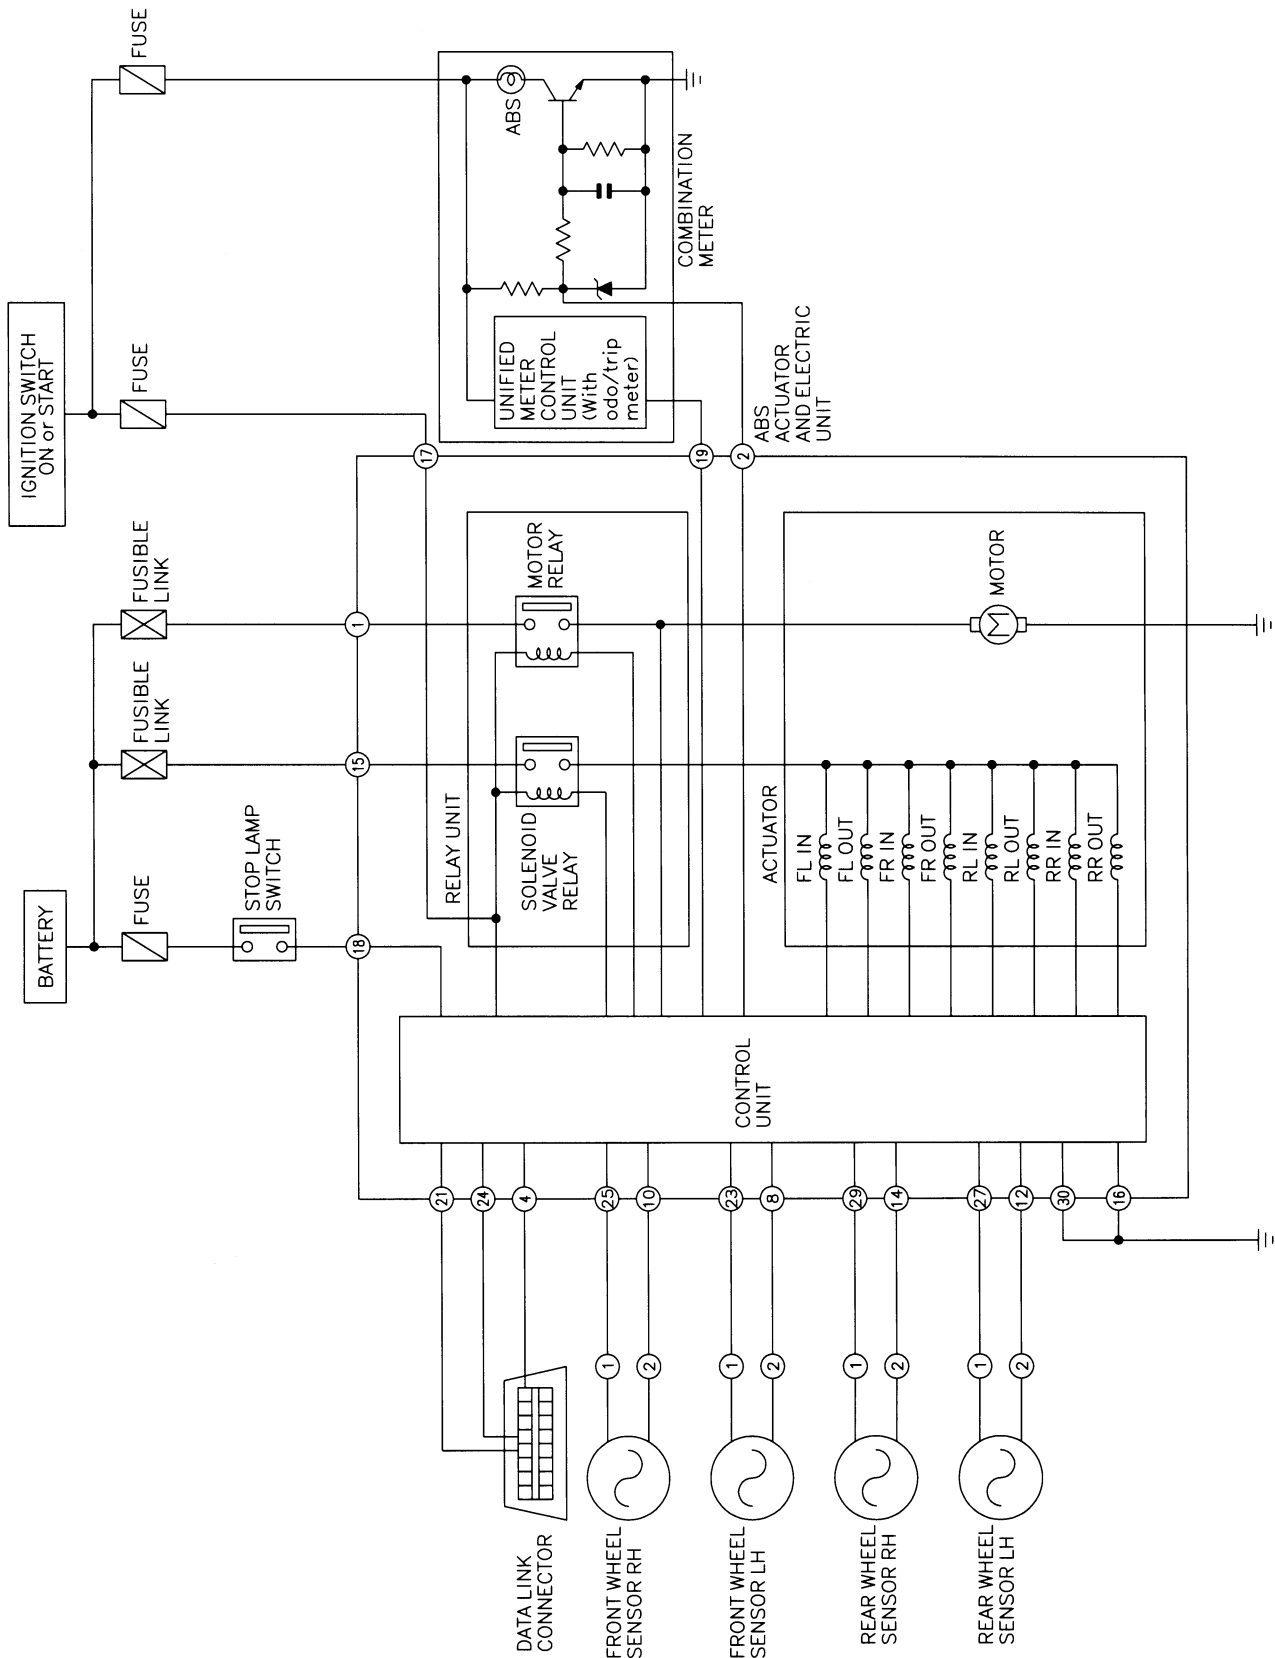 BATTERY
IGNITION SWITCH
ON or START
FUSE
FUSIBLE
LINK
FUSIBLE
LINK
FUSE
FUSE
STOP LAMP
SWITCH
18
15
1
17
RELAY UNIT
SOLENOID
VALVE
RELAY
MOTOR
RELAY
UNIFIED
METER
CONTROL
UNIT
(With
odo/trip
meter)
ABS
COMBINATION
METER
19
2
ABS
ACTUATOR
AND ELECTRIC
UNIT
ACTUATOR
FL IN
FL OUT
FR IN
FR OUT
RL IN
RL OUT
RR IN
RR OUT
M
MOTOR
CONTROL
UNIT
21
24
4
25
10
23
8
29
14
27
12
30
16
1
2
1
2
1
2
1
2
DATA LINK
CONNECTOR
FRONT WHEEL
SENSOR RH
FRONT WHEEL
SENSOR LH
REAR WHEEL
SENSOR RH
REAR WHEEL
SENSOR LH